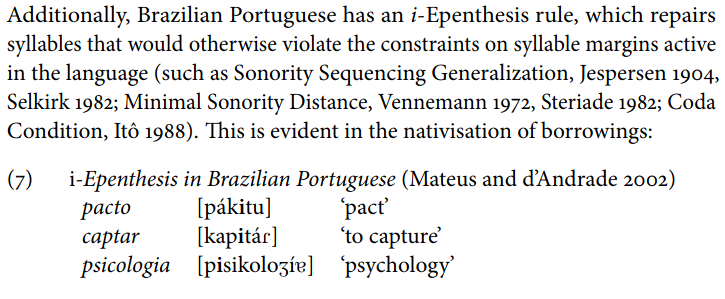 Additionally, Brazilian Portuguese has an i-Epenthesis rule, which repairs
syllables that would otherwise violate the constraints on syllable margins active
in the language (such as Sonority Sequencing Generalization, Jespersen 1904,
Selkirk 1982; Minimal Sonority Distance, Vennemann 1972, Steriade 1982; Coda
Condition, Itô 1988). This is evident in the nativisation of borrowings:
(7) i-Epenthesis in Brazilian Portuguese (Mateus and d’Andrade 2002)
pacto [pákitu] ‘pact’
captar [kapitáɾ] ‘to capture’
psicologia [pisikoloʒíɐ] ‘psychology’